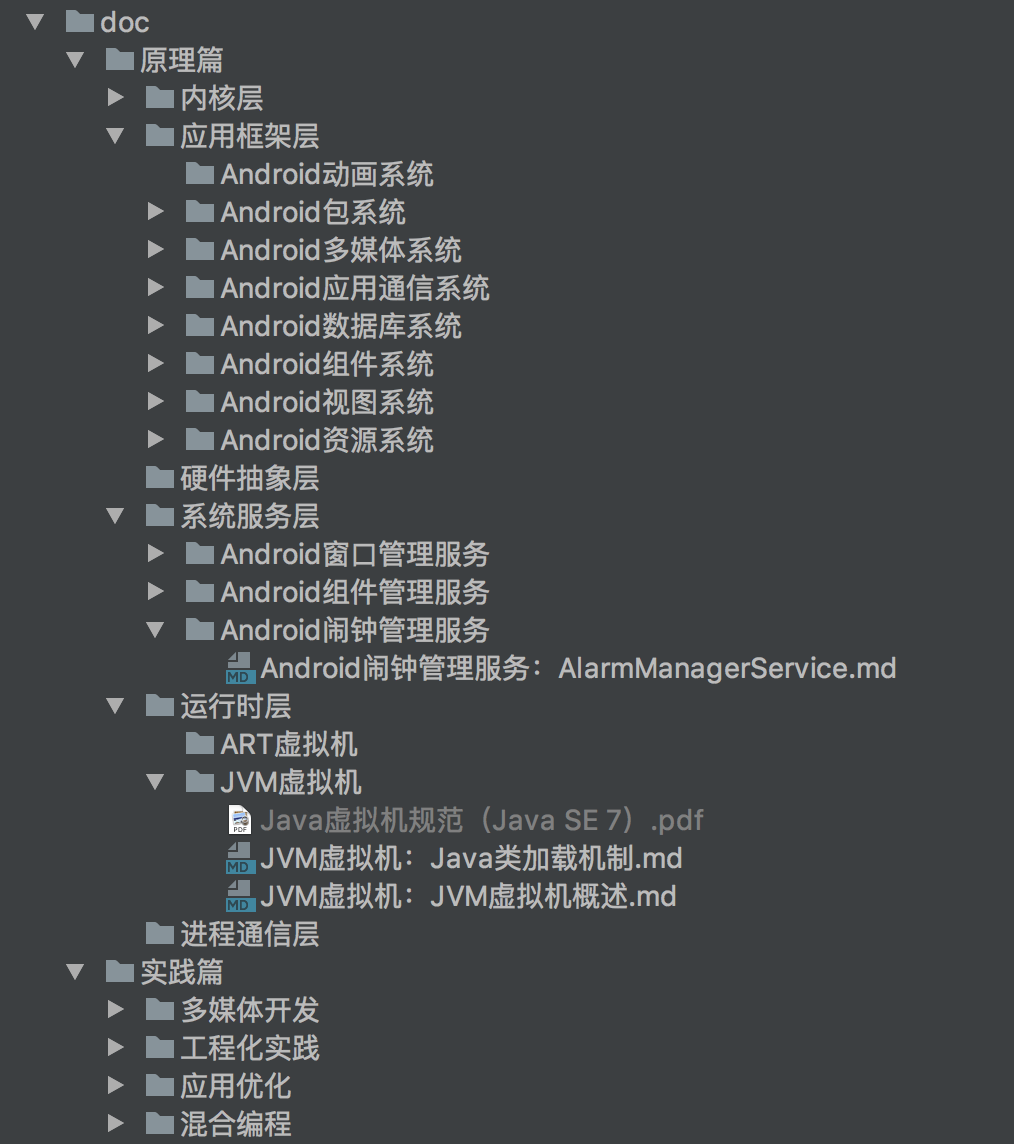 doc
原理篇
内核层
应用框架层
Android动画系统
Android包系统
Android多媒体系统
Android应用通信系统
Android数据库系统
Android组件系统
Android视图系统
Android资源系统
硬件抽象层
系统服务层
Android窗口管理服务
Android组件管理服务
Android闹钟管理服务
MD Android闹钟管理服务：AlarmManagerService.md
运行时层
ART虚拟机
JVM虚拟机
PDF Java虚拟机规范（Java SE 7）.pdf
MD JVM虚拟机：Java类加载机制.md
MD JVM虚拟机：JVM虚拟机概述.md
进程通信层
实践篇
多媒体开发
工程化实践
应用优化
混合编程